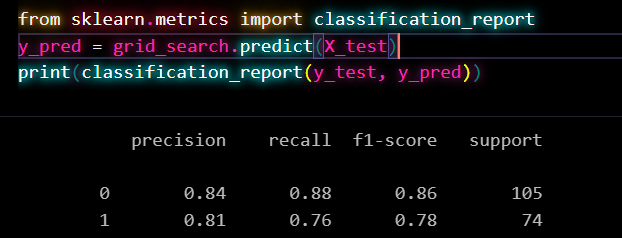 from sklearn.metrics import classification_report
y_pred = grid_search.predict(X_test)
print(classification_report(y_test, y_pred))
precision recall f1-score support
0 0.84 0.88 0.86 105
1 0.81 0.76 0.78 74